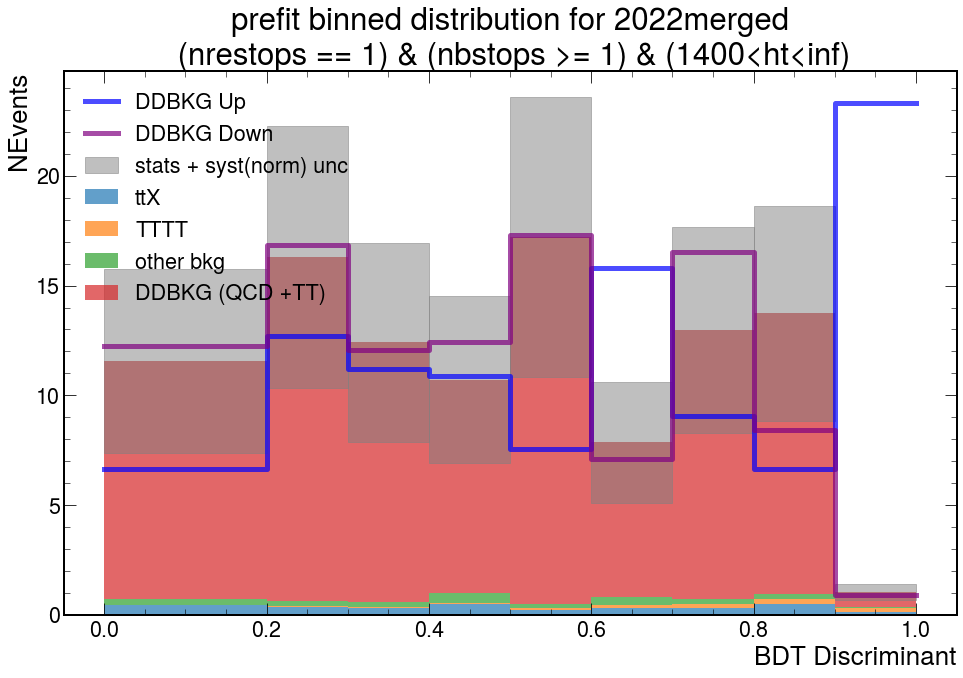 prefit binned distribution for 2022merged
(nrestops == 1) & (nbstops >= 1) & (1400<ht<inf)
NEvents
DDBKG Up
DDBKG Down
stats + syst(norm) unc
ttX
TTTT
other bkg
DDBKG (QCD +TT)
20
15
10
5
0
0.0 0.2 0.4 0.6 0.8 1.0
BDT Discriminant